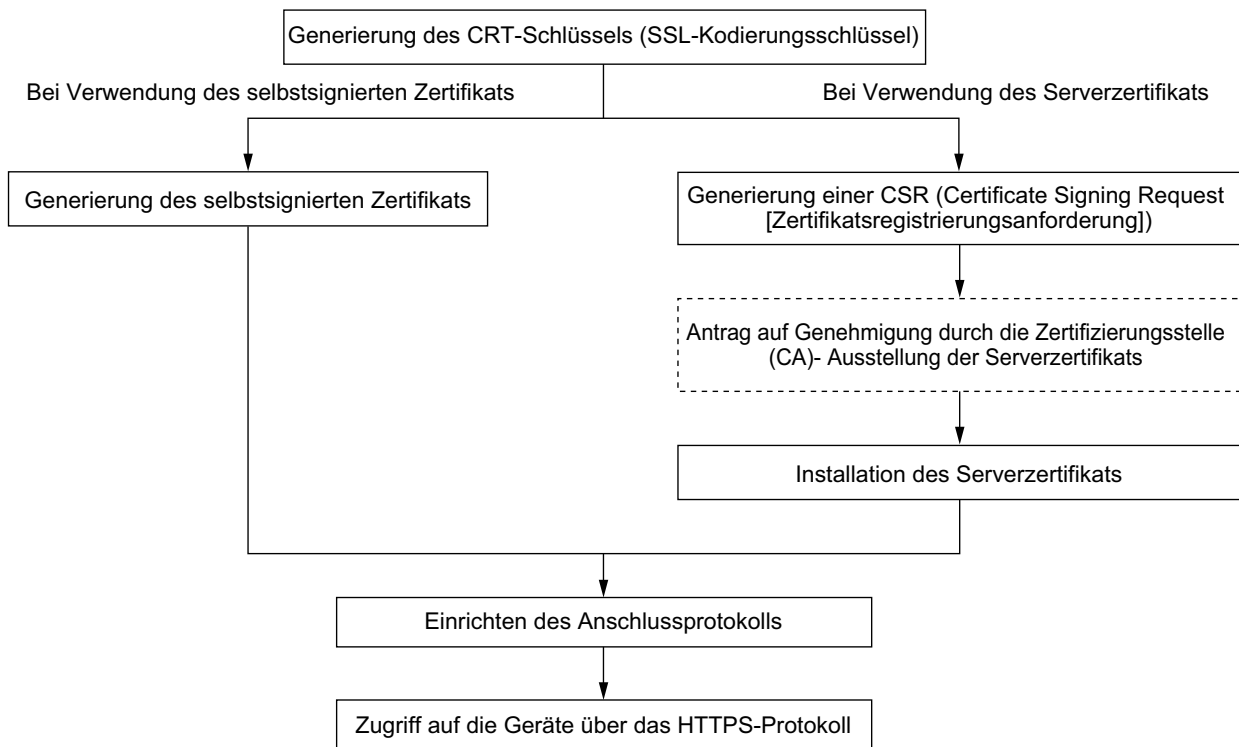 Generierung des CRT-Schlüssels (SSL-Kodierungsschlüssel)
Bei Verwendung des selbstsignierten Zertifikats
Bei Verwendung des Serverzertifikats
Generierung des selbstsignierten Zertifikats
Generierung einer CSR (Certificate Signing Request
[Zertifikatsregistrierungsanforderung])
Antrag auf Genehmigung durch die Zertifizierungsstelle
(CA)- Ausstellung der Serverzertifikats
Installation des Serverzertifikats
Einrichten des Anschlussprotokolls
Zugriff auf die Geräte über das HTTPS-Protokoll